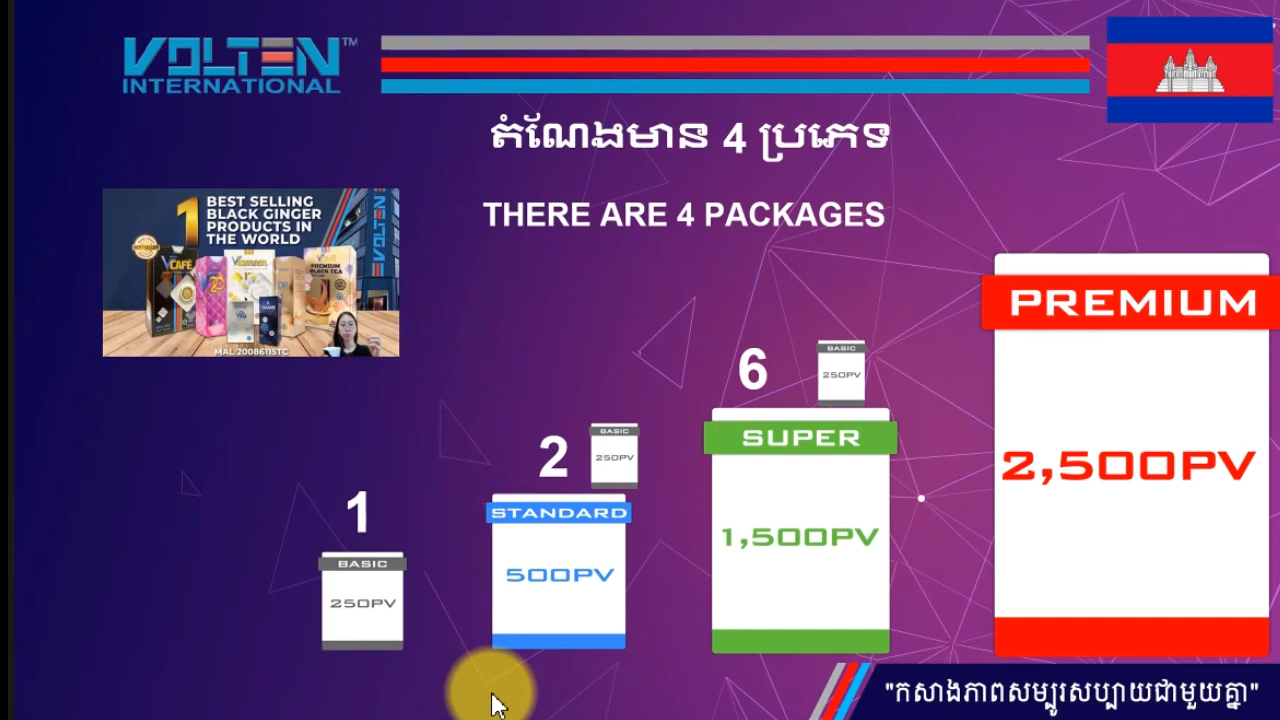 VOLTEN™
INTERNATIONAL
តំណែងមាន 4 ប្រភេទ
THERE ARE 4 PACKAGES
1
BEST SELLING
BLACK GINGER
PRODUCTS IN
THE WORLD
VOLTEN
PREMIUM
BLACK TEA
MAL 20086115TC
1
BASIC
250PV
2
BASIC
250PV
STANDARD
500PV
6
BASIC
250PV
SUPER
1,500PV
PREMIUM
2,500PV
"កសាងភាពសម្បូរសប្បាយជាមួយគ្នា"